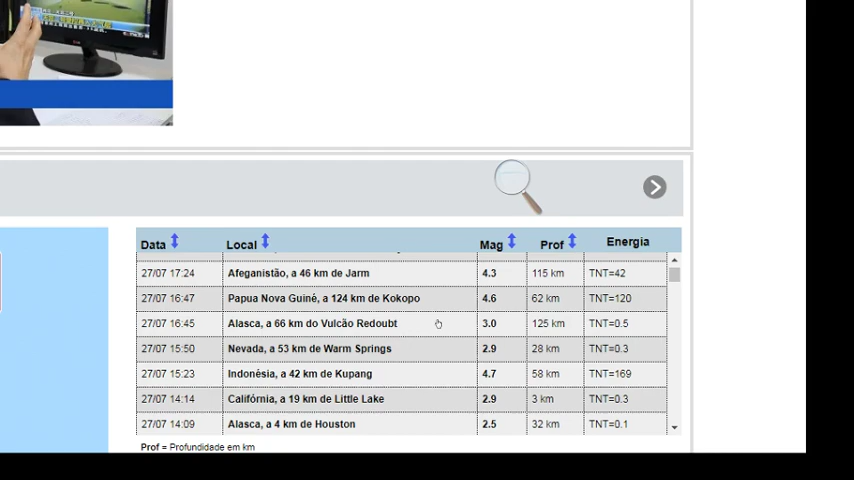 Data Local Mag Prof Energia
27/07 17:24 Afeganistão, a 46 km de Jarm 4.3 115 km TNT=42
27/07 16:47 Papua Nova Guiné, a 124 km de Kokopo 4.6 62 km TNT=120
27/07 16:45 Alasca, a 66 km do Vulcão Redoubt 3.0 125 km TNT=0.5
27/07 15:50 Nevada, a 53 km de Warm Springs 2.9 28 km TNT=0.3
27/07 15:23 Indonésia, a 42 km de Kupang 4.7 58 km TNT=169
27/07 14:14 Califórnia, a 19 km de Little Lake 2.9 3 km TNT=0.3
27/07 14:09 Alasca, a 4 km de Houston 2.5 32 km TNT=0.1
Prof = Profundidade em km